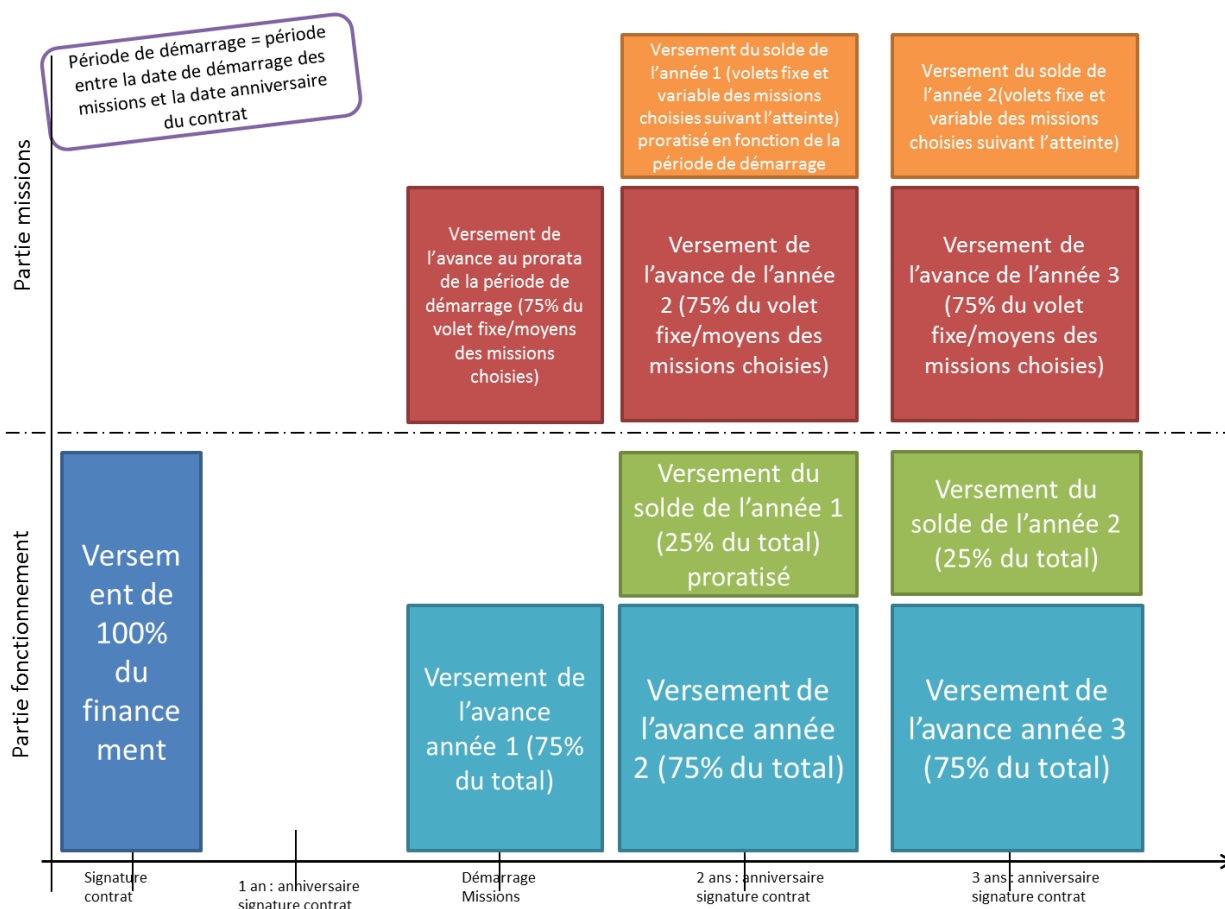 Période de démarrage = période
entre la date de démarrage des
missions et la date anniversaire
du contrat
Versement du solde de
l'année 1 (volets fixe et
variable des missions
choisies suivant l'atteinte)
proratisé en fonction de la
période de démarrage
Versement du solde de
l'année 2(volets fixe et
variable des missions
choisies suivant l'atteinte)
Partie missions
Versement de
l'avance au prorata
de la période de
démarrage (75% du
volet fixe/moyens
des missions
choisies)
Versement de
l'avance de l'année
2 (75% du volet
fixe/moyens des
missions choisies)
Versement de
l'avance de l'année 3
(75% du volet
fixe/moyens des
missions choisies)
Partie fonctionnement
Versem
ent de
100%
du
finance
ment
Versement du
solde de l'année 1
(25% du total)
proratisé
Versement du
solde de l'année 2
(25% du total)
Versement de
l'avance
année 1 (75%
du total)
Versement de
l'avance année
2 (75% du total)
Versement de
l'avance année 3
(75% du total)
Signature
contrat
1 an : anniversaire
signature contrat
Démarrage
Missions
2 ans : anniversaire
signature contrat
3 ans : anniversaire
signature contrat